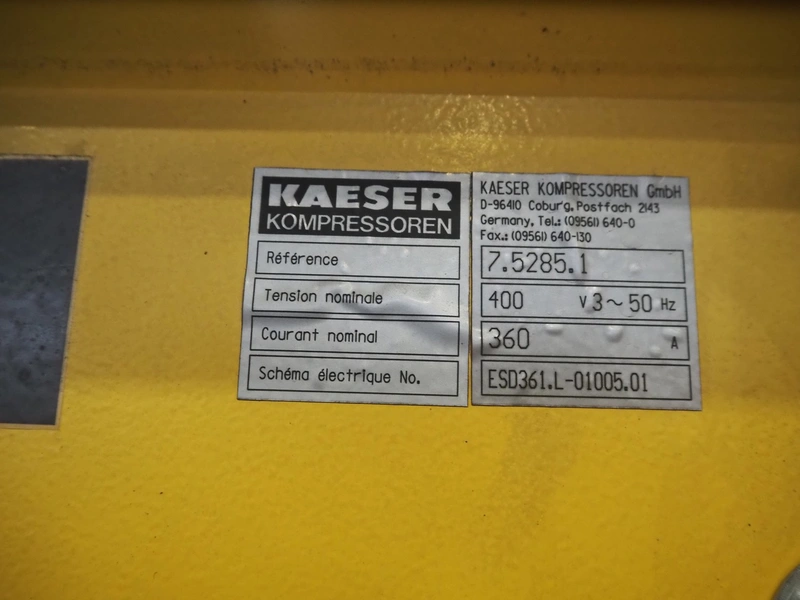 KAESER
KOMPRESSOREN
KAESER KOMPRESSOREN GmbH
D-96410 Coburg, Postfach 2143
Germany, Tel.: (09561) 640-0
Fax.: (09561) 640-130
Référence 7.5285.1
Tension nominale 400 V 3~50 Hz
Courant nominal 360 A
Schéma électrique No. ESD361.L-01005.01